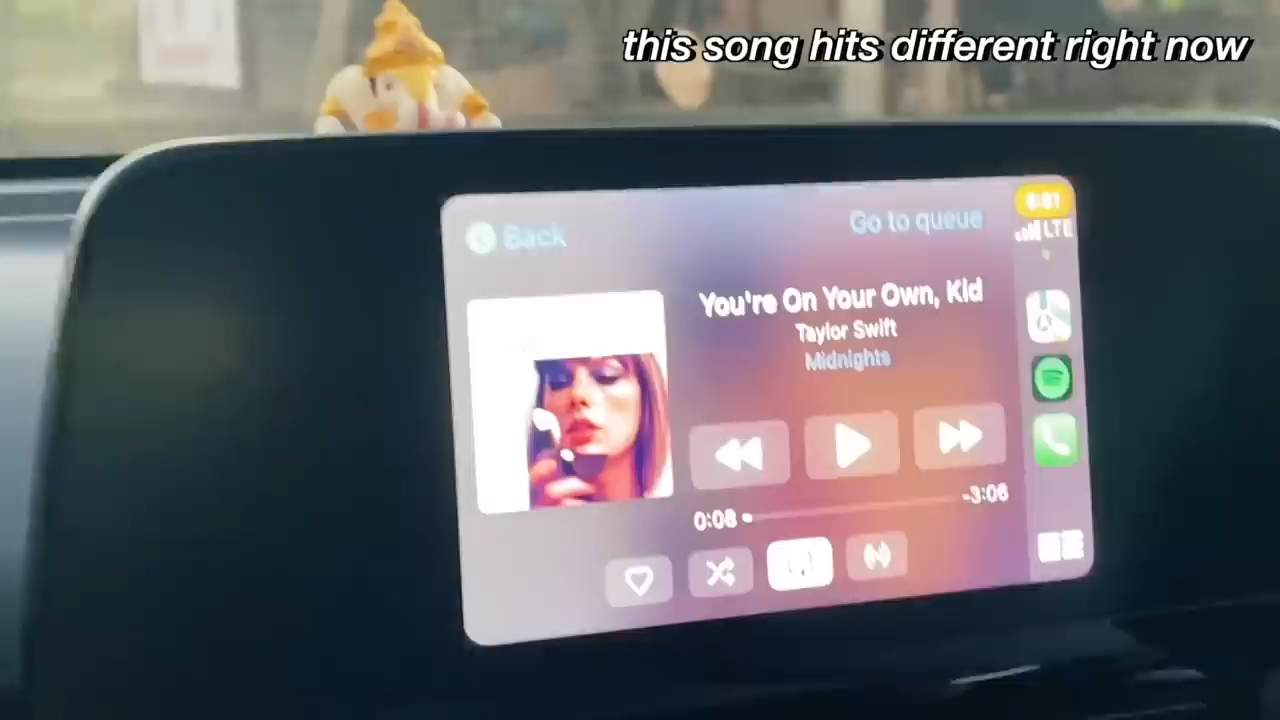 this song hits different right now
Back
Go to queue
LTE
You're On Your Own, Kid
Taylor Swift
Midnights
0:08
-3:06